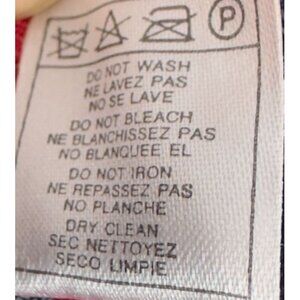 P
DO NOT WASH
NE LAVEZ PAS
NO SE LAVE
DO NOT BLEACH
NE BLANCHISSEZ PAS
NO BLANQUEE EL
DO NOT IRON
NE REPASSEZ PAS
NO PLANCHE
DRY CLEAN
SEC NETTOYEZ
SECO LIMPIE